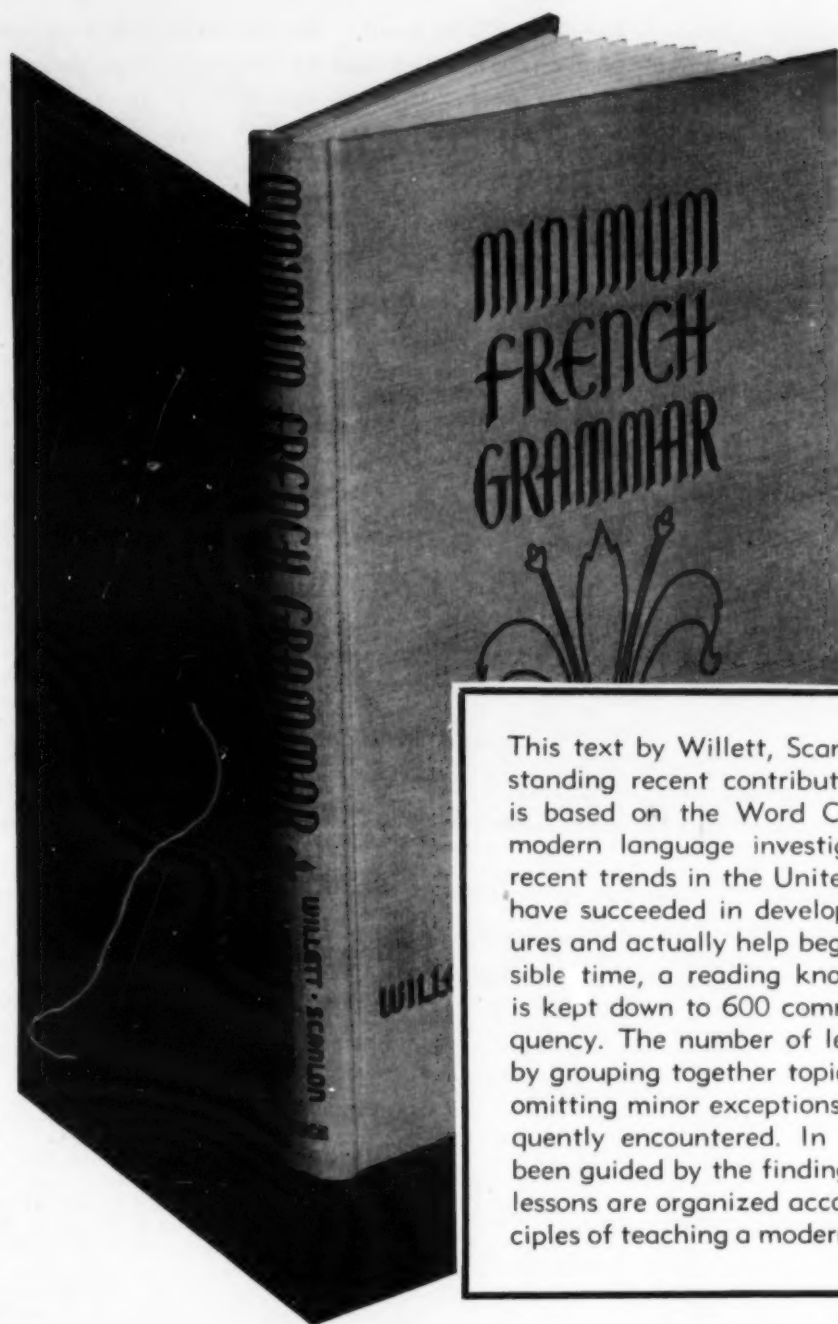 MINIMUM FRENCH GRAMMAR
WILLETT · SCANLON
MINIMUM
FRENCH
GRAMMAR
This text by Willett, Scan
standing recent contribut
is based on the Word C
modern language investig
recent trends in the Unite
have succeeded in develop
ures and actually help beg
sible time, a reading kno
is kept down to 600 comm
quency. The number of le
by grouping together topic
omitting minor exceptions
quently encountered. In
been guided by the finding
lessons are organized acco
ciples of teaching a modern